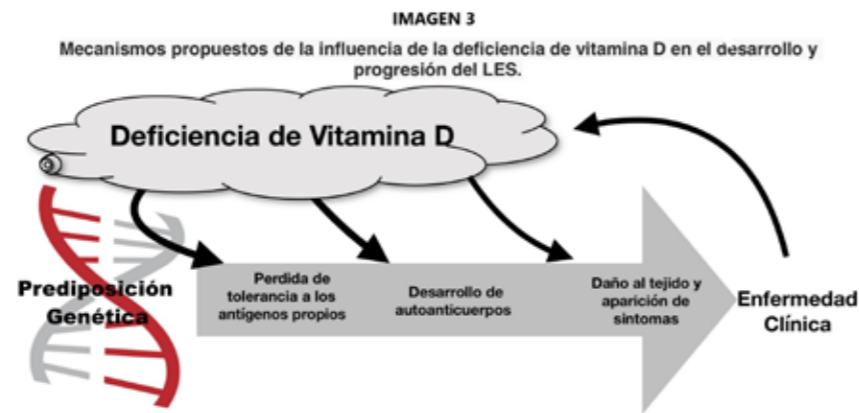 IMAGEN 3
Mecanismos propuestos de la influencia de la deficiencia de vitamina D en el desarrollo y
progresión del LES.
Deficiencia de Vitamina D
Prediposición
Genética
Perdida de
tolerancia a los
antígenos propios
Desarrollo de
autoanticuerpos
Daño al tejido y
aparición de
sintomas
Enfermedad
Clínica